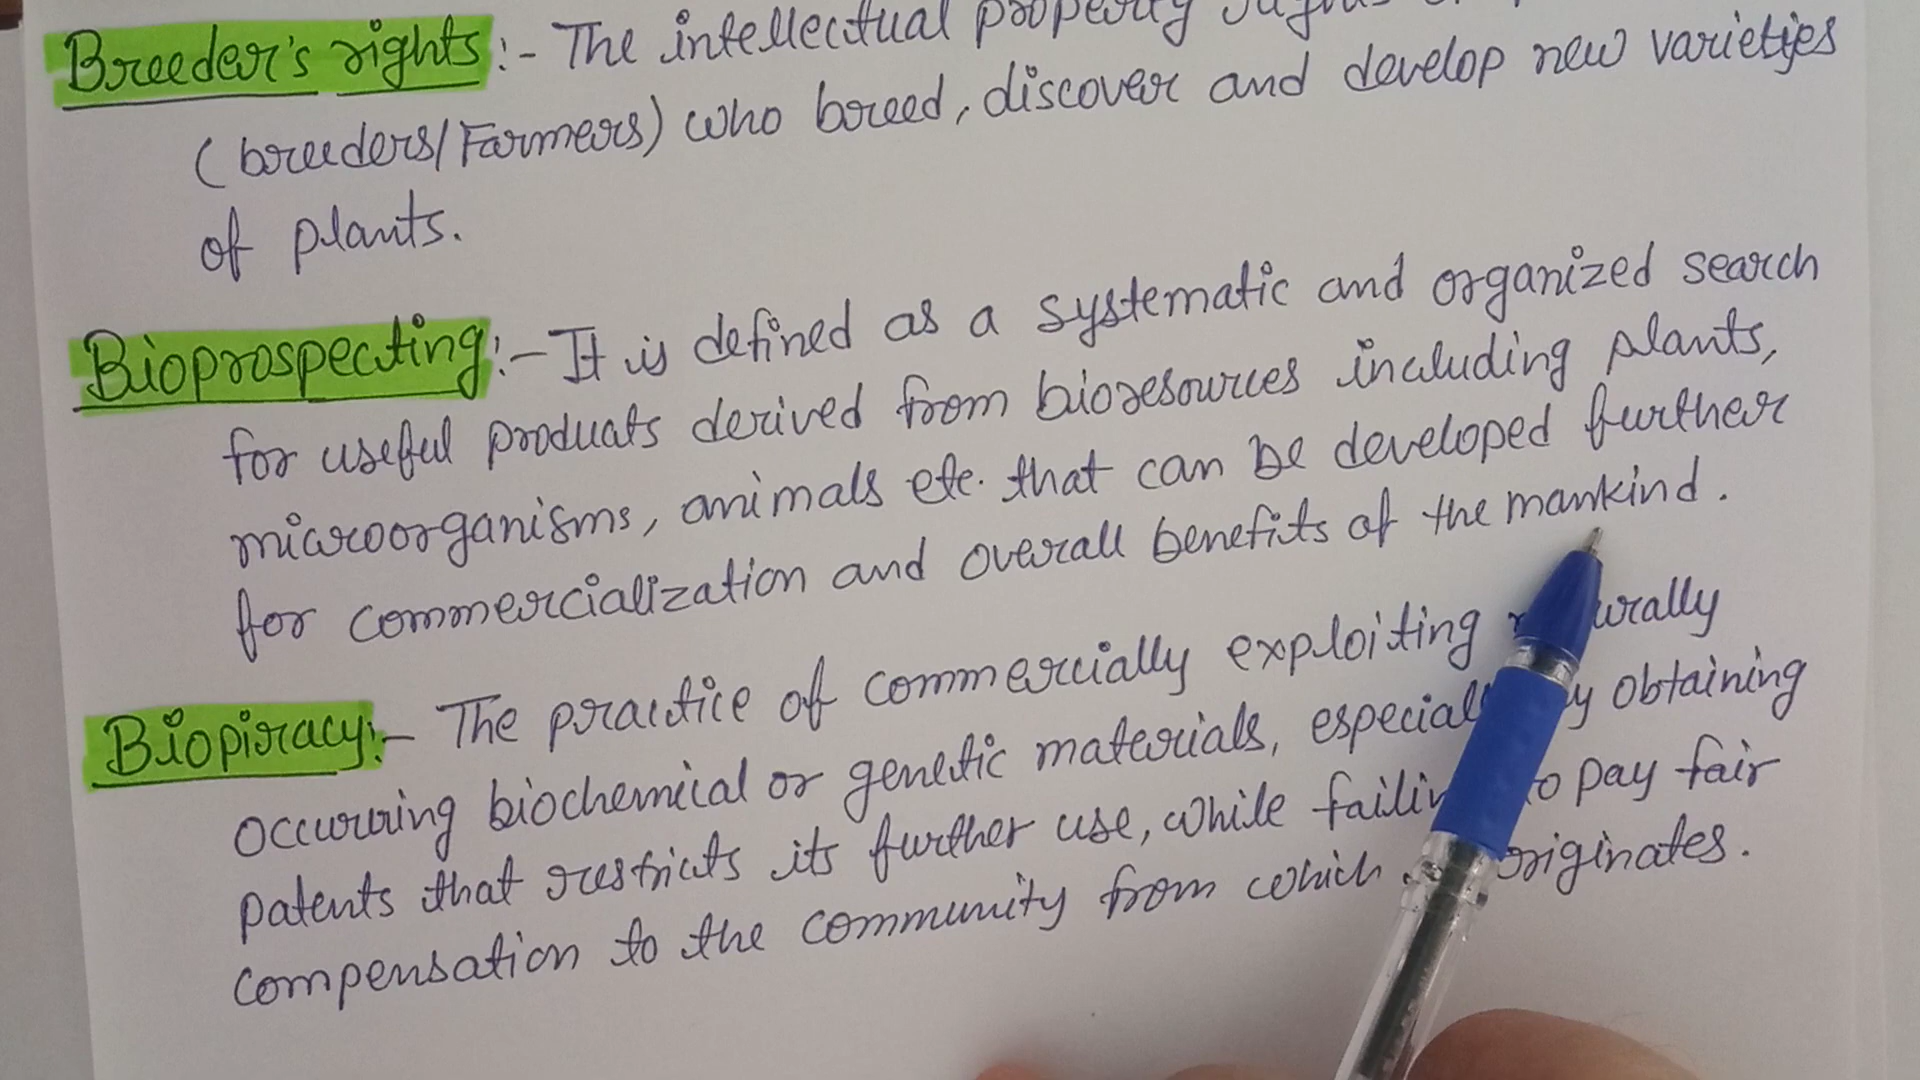 Breeder's rights :- The intellectual property
(breeders/Farmers) who breed, discover and develop new varieties
of plants.
Bioprospecting :- It is defined as a systematic and organized search
for useful products derived from bioresources including plants,
microorganisms, animals etc. that can be developed further
for commercialization and overall benefits of the mankind.
Biopiracy :- The practice of commercially exploiting
occurring biochemical or genetic materials, obtaining
patents that restricts its further use, while pay fair
compensation to the community from which originates.